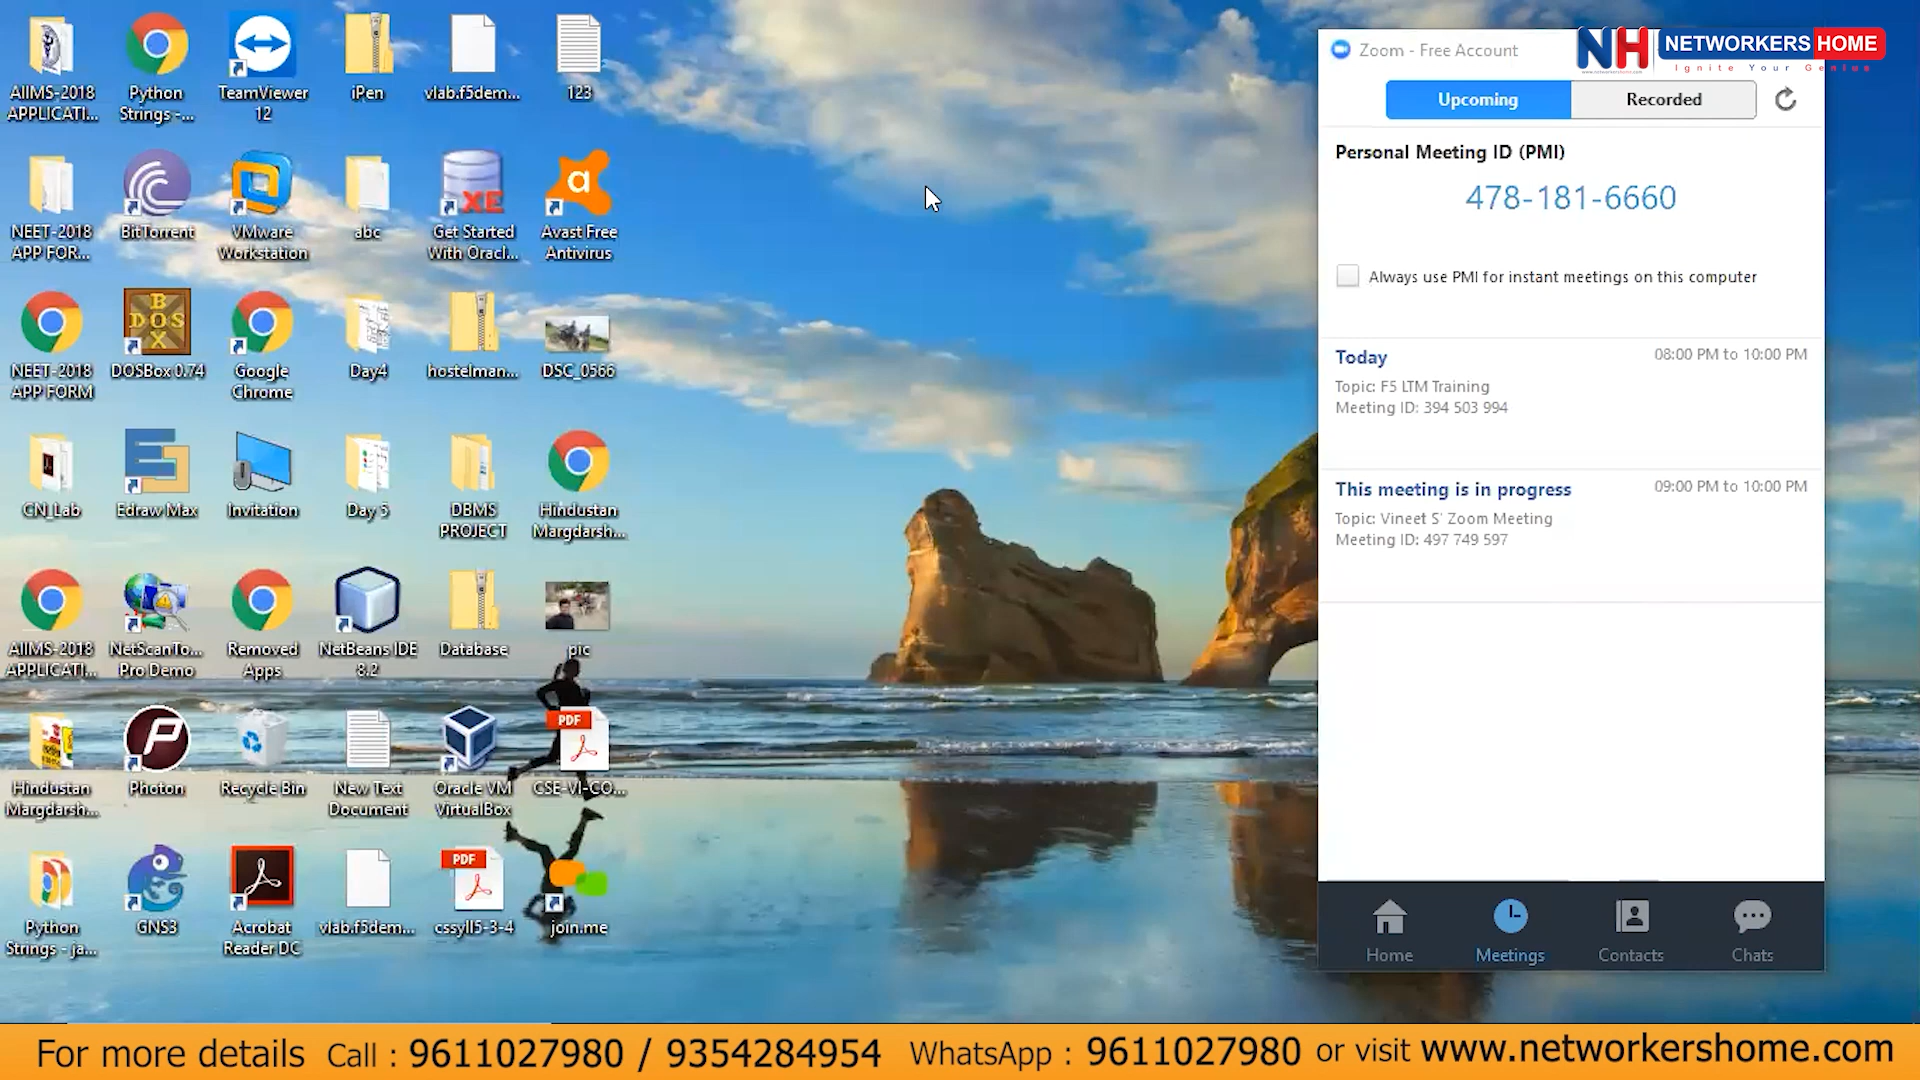 AIIMS-2018
APPLICATI...
Python
Strings -...
TeamViewer
12
iPen
vlab.f5dem...
123
NEET-2018
APP FOR...
BitTorrent
VMware
Workstation
abc
XE
Get Started
With Oracl...
a
Avast Free
Antivirus
NEET-2018
APP FORM
BOX
DOS
DOSBox 0.74
Google
Chrome
Day4
hostelman...
DSC_0566
CN_Lab
Edraw Max
Invitation
Day 5
DBMS
PROJECT
Hindustan
Margdarsh...
AIIMS-2018
APPLICATI...
NetScanTo...
Pro Demo
Removed
Apps
NetBeans IDE
8.2
Database
pic
Hindustan
Margdarsh...
Photon
Recycle Bin
New Text
Document
Oracle VM
VirtualBox
PDF
CSE-VI-CO...
Python
Strings - ja...
GNS3
Acrobat
Reader DC
vlab.f5dem...
PDF
cssyll5-3-4
join.me
Zoom - Free Account
NH
NETWORKERS HOME
Ignite Your Genius
Upcoming
Recorded
Personal Meeting ID (PMI)
478-181-6660
Always use PMI for instant meetings on this computer
Today
08:00 PM to 10:00 PM
Topic: F5 LTM Training
Meeting ID: 394 503 994
This meeting is in progress
09:00 PM to 10:00 PM
Topic: Vineet S' Zoom Meeting
Meeting ID: 497 749 597
Home
Meetings
Contacts
Chats
For more details Call : 9611027980 / 9354284954 WhatsApp : 9611027980 or visit www.networkershome.com